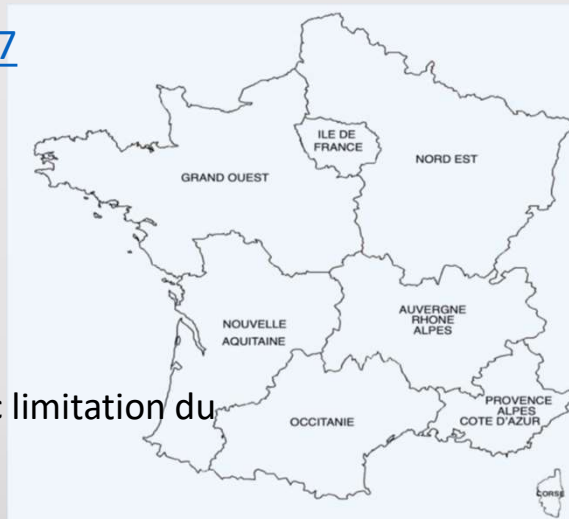 7
ILE DE
FRANCE
NORD EST
GRAND OUEST
AUVERGNE
RHONE
ALPES
NOUVELLE
AQUITAINE
limitation du
OCCITANIE
PROVENCE
ALPES
COTE D'AZUR
CORSE